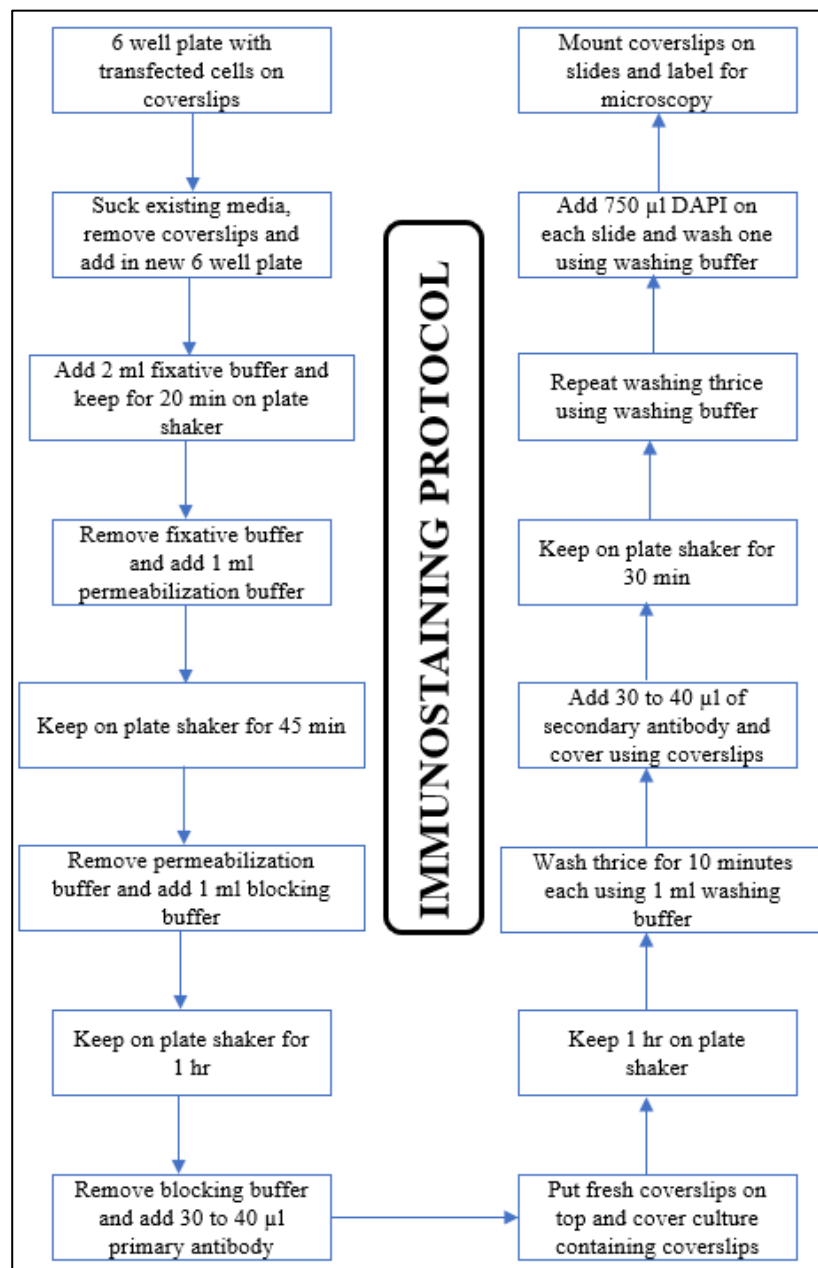 6 well plate with
transfected cells on
coverslips
Suck existing media,
remove coverslips and
add in new 6 well plate
Add 2 ml fixative buffer and
keep for 20 min on plate
shaker
Remove fixative buffer
and add 1 ml
permeabilization buffer
Keep on plate shaker for 45 min
Remove permeabilization
buffer and add 1 ml blocking
buffer
Keep on plate shaker for
1 hr
Remove blocking buffer
and add 30 to 40 µl
primary antibody
Put fresh coverslips on
top and cover culture
containing coverslips
Keep 1 hr on plate
shaker
Wash thrice for 10 minutes
each using 1 ml washing
buffer
Add 30 to 40 µl of
secondary antibody and
cover using coverslips
Keep on plate shaker for
30 min
Repeat washing thrice
using washing buffer
Add 750 µl DAPI on
each slide and wash one
using washing buffer
Mount coverslips on
slides and label for
microscopy
IMMUNOSTAINING PROTOCOL